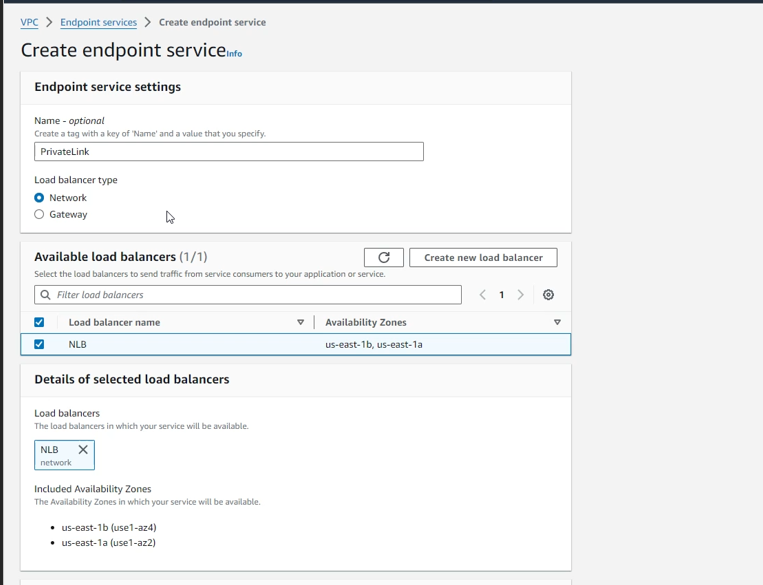 VPC > Endpoint services > Create endpoint service
Create endpoint service Info
Endpoint service settings
Name - optional
Create a tag with a key of 'Name' and a value that you specify.
PrivateLink
Load balancer type
Network
Gateway
Available load balancers (1/1)
Create new load balancer
Select the load balancers to send traffic from service consumers to your application or service.
Filter load balancers
1
Load balancer name
Availability Zones
NLB
us-east-1b, us-east-1a
Details of selected load balancers
Load balancers
The load balancers in which your service will be available.
NLB
network
Included Availability Zones
The Availability Zones in which your service will be available.
• us-east-1b (use1-az4)
• us-east-1a (use1-az2)